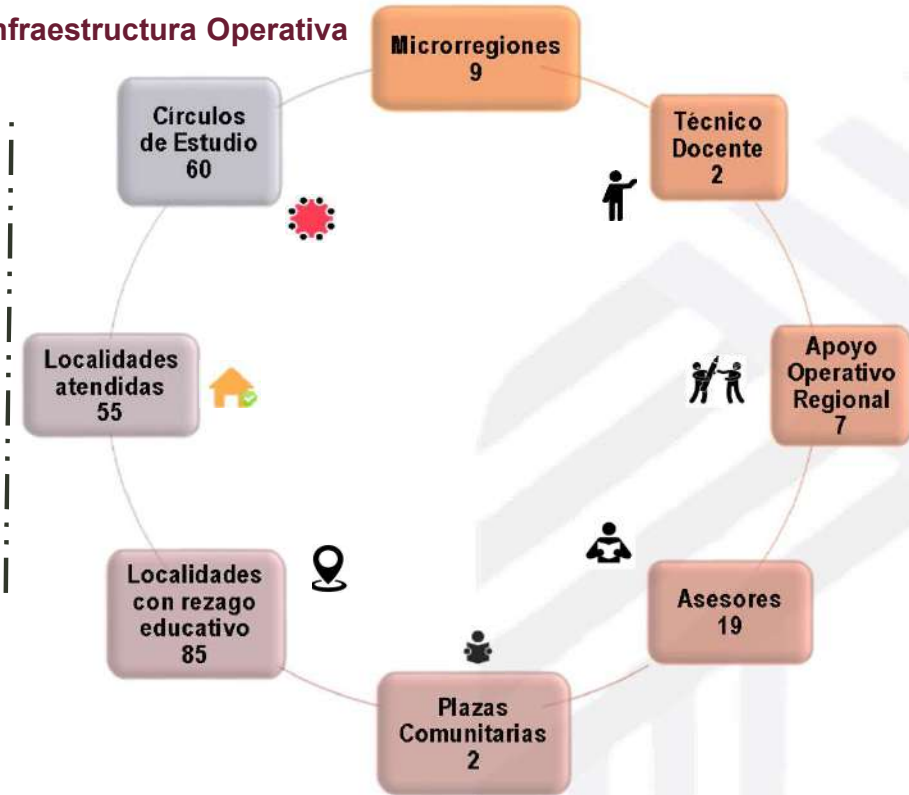 nfraestructura Operativa
Microrregiones
9
Técnico
Docente
2
Apoyo
Operativo
Regional
7
Asesores
19
Plazas
Comunitarias
2
Localidades
con rezago
educativo
85
Localidades
atendidas
55
Círculos
de Estudio
60